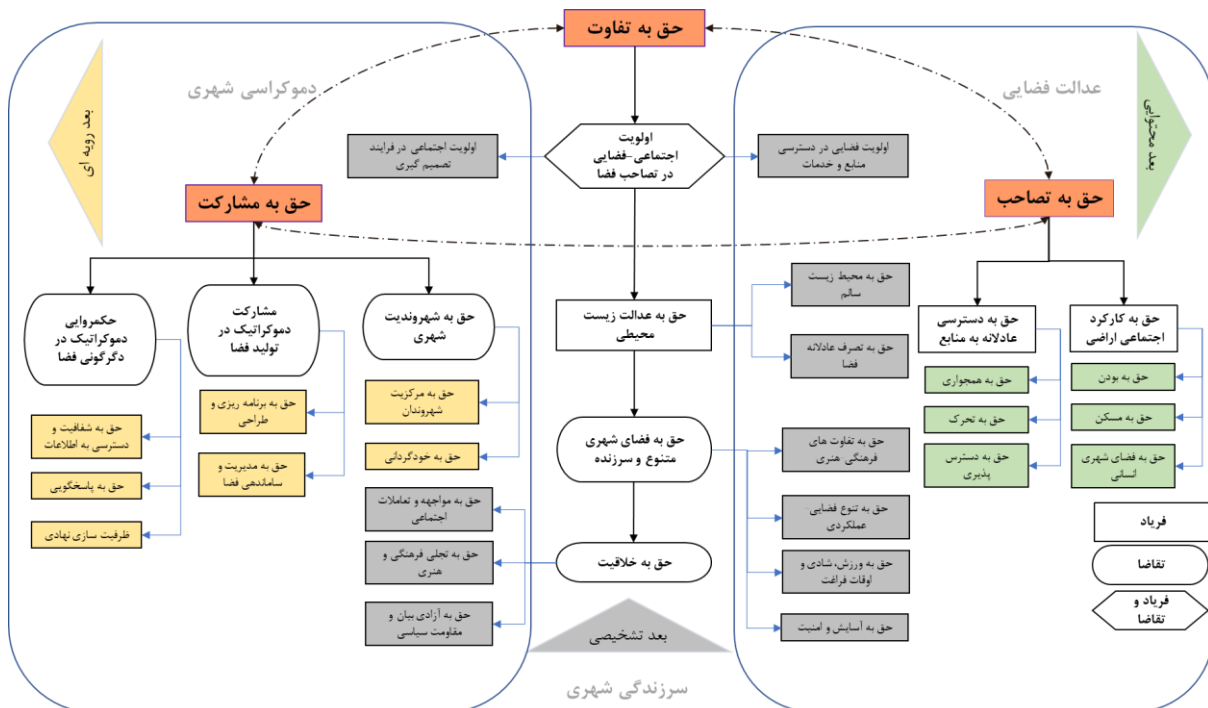 حق به تفاوت
عدالت فضایی
دموکراسی شهری
بعد محتوایی
بعد رویه ای
اولویت
اجتماعی-فضایی
در تصاحب فضا
اولویت فضایی در دسترسی
منابع و خدمات
اولویت اجتماعی در فرایند
تصمیم گیری
حق به تصاحب
حق به مشارکت
حق به کارکرد
اجتماعی اراضی
حق به بودن
حق به مسکن
حق به فضای شهری
انسانی
حق به دسترسی
عادلانه به منابع
حق به همجواری
حق به تحرک
حق به دسترس
پذیری
فریاد
تقاضا
فریاد و
تقاضا
حق به عدالت زیست
محیطی
حق به محیط زیست
سالم
حق به تصرف عادلانه
فضا
حق به فضای شهری
متنوع و سرزنده
حق به تفاوت های
فرهنگی-هنری
حق به تنوع فضایی-
عملکردی
حق به ورزش، شادی و
اوقات فراغت
حق به آسایش و امنیت
حق به خلاقیت
حق به مواجهه و تعاملات
اجتماعی
حق به تجلی فرهنگی و
هنری
حق به آزادی بیان و
مقاومت سیاسی
حق به شهروندیت
شهری
حق به مرکزیت
شهروندان
حق به خودگردانی
مشارکت
دموکراتیک در
تولید فضا
حق به برنامه ریزی و
طراحی
حق به مدیریت و
ساماندهی فضا
حکمروایی
دموکراتیک در
دگرگونی فضا
حق به شفافیت و
دسترسی به اطلاعات
حق به پاسخگویی
ظرفیت سازی نهادی
بعد تشخیصی
سرزندگی شهری